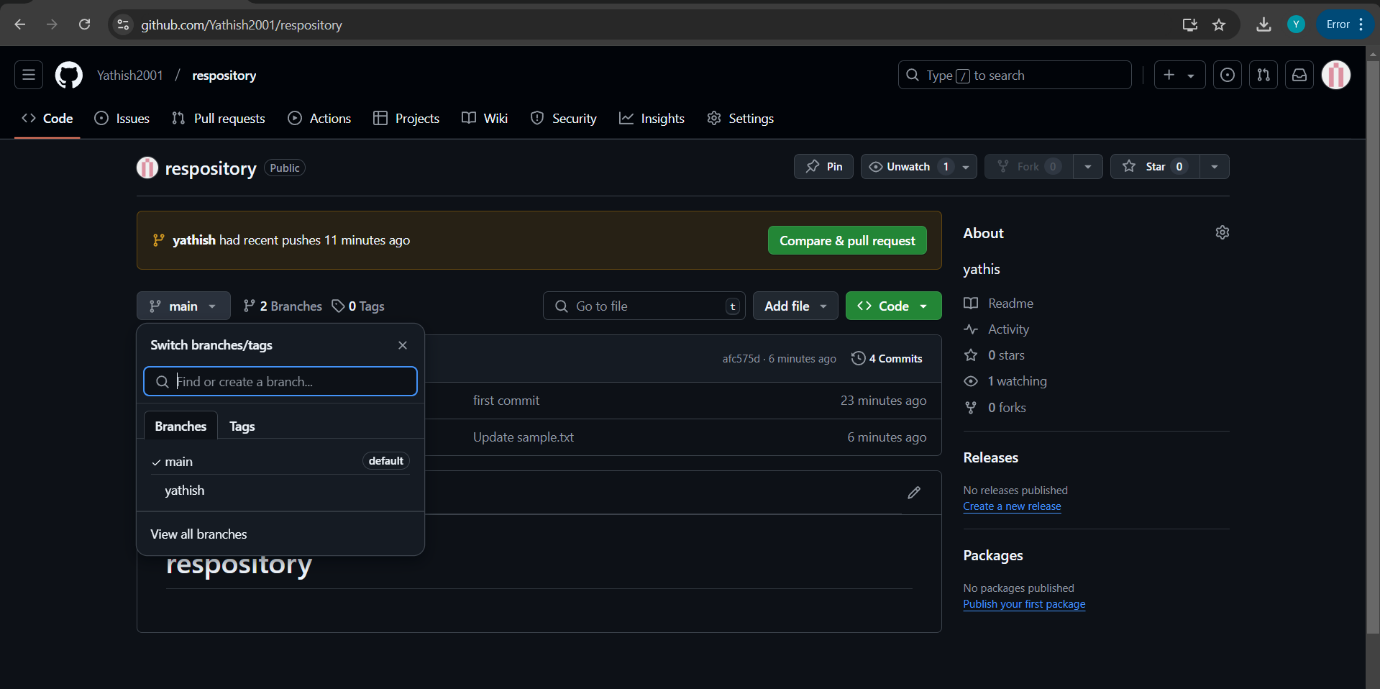 github.com/Yathish2001/respository
Y
Error
Yathish2001 / respository
Type / to search
Code Issues Pull requests Actions Projects Wiki Security Insights Settings
respository Public
Pin Unwatch 1 Fork 0 Star 0
yathish had recent pushes 11 minutes ago
Compare & pull request
main 2 Branches 0 Tags
Go to file t
Add file
<> Code
Switch branches/tags
Find or create a branch...
Branches Tags
main default
yathish
View all branches
afc575d · 6 minutes ago 4 Commits
first commit 23 minutes ago
Update sample.txt 6 minutes ago
respository
About
yathis
Readme
Activity
0 stars
1 watching
0 forks
Releases
No releases published
Create a new release
Packages
No packages published
Publish your first package